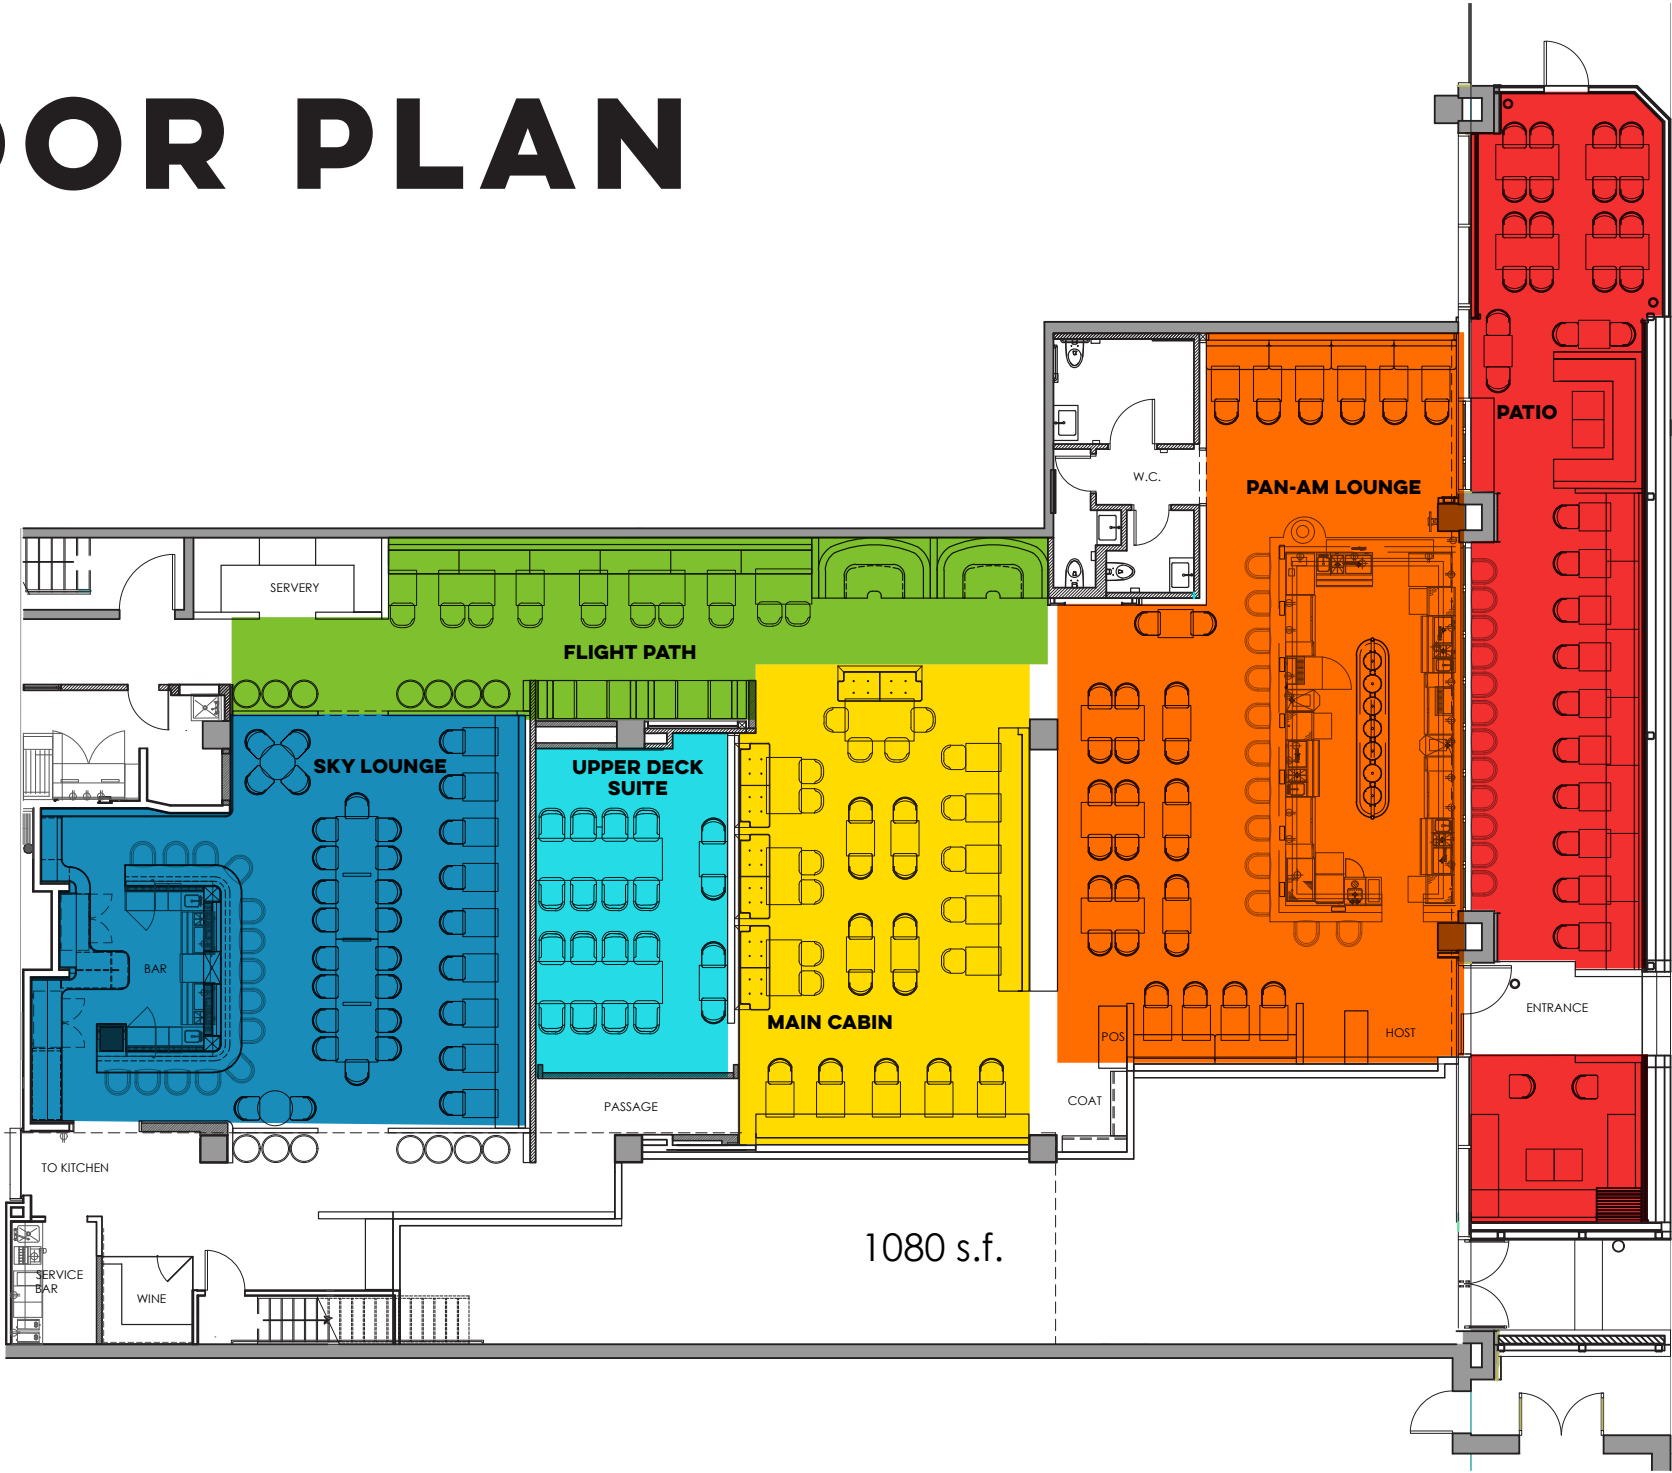 OOR PLAN
PATIO
W.C.
PAN-AM LOUNGE
SERVERY
FLIGHT PATH
SKY LOUNGE
UPPER DECK
SUITE
BAR
MAIN CABIN
ENTRANCE
POS
HOST
COAT
PASSAGE
TO KITCHEN
1080 s.f.
SERVICE
BAR
WINE